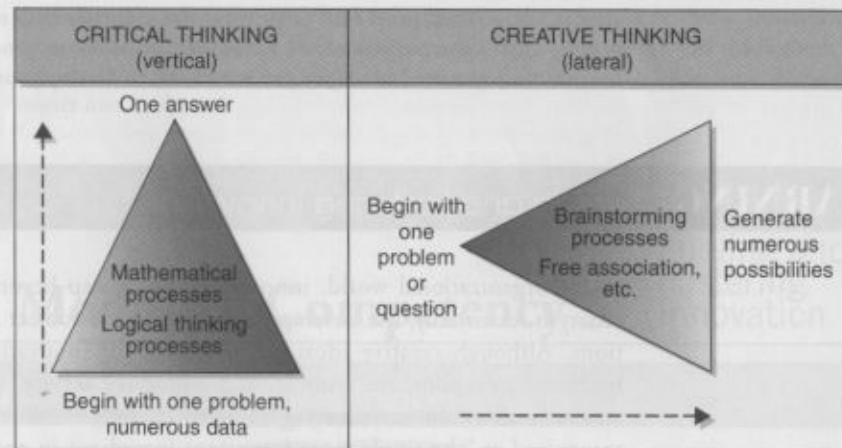 CRITICAL THINKING
(vertical)
One answer
Mathematical
processes
Logical thinking
processes
Begin with one problem,
numerous data
CREATIVE THINKING
(lateral)
Begin with
one
problem
or
question
Brainstorming
processes
Free association,
etc.
Generate
numerous
possibilities